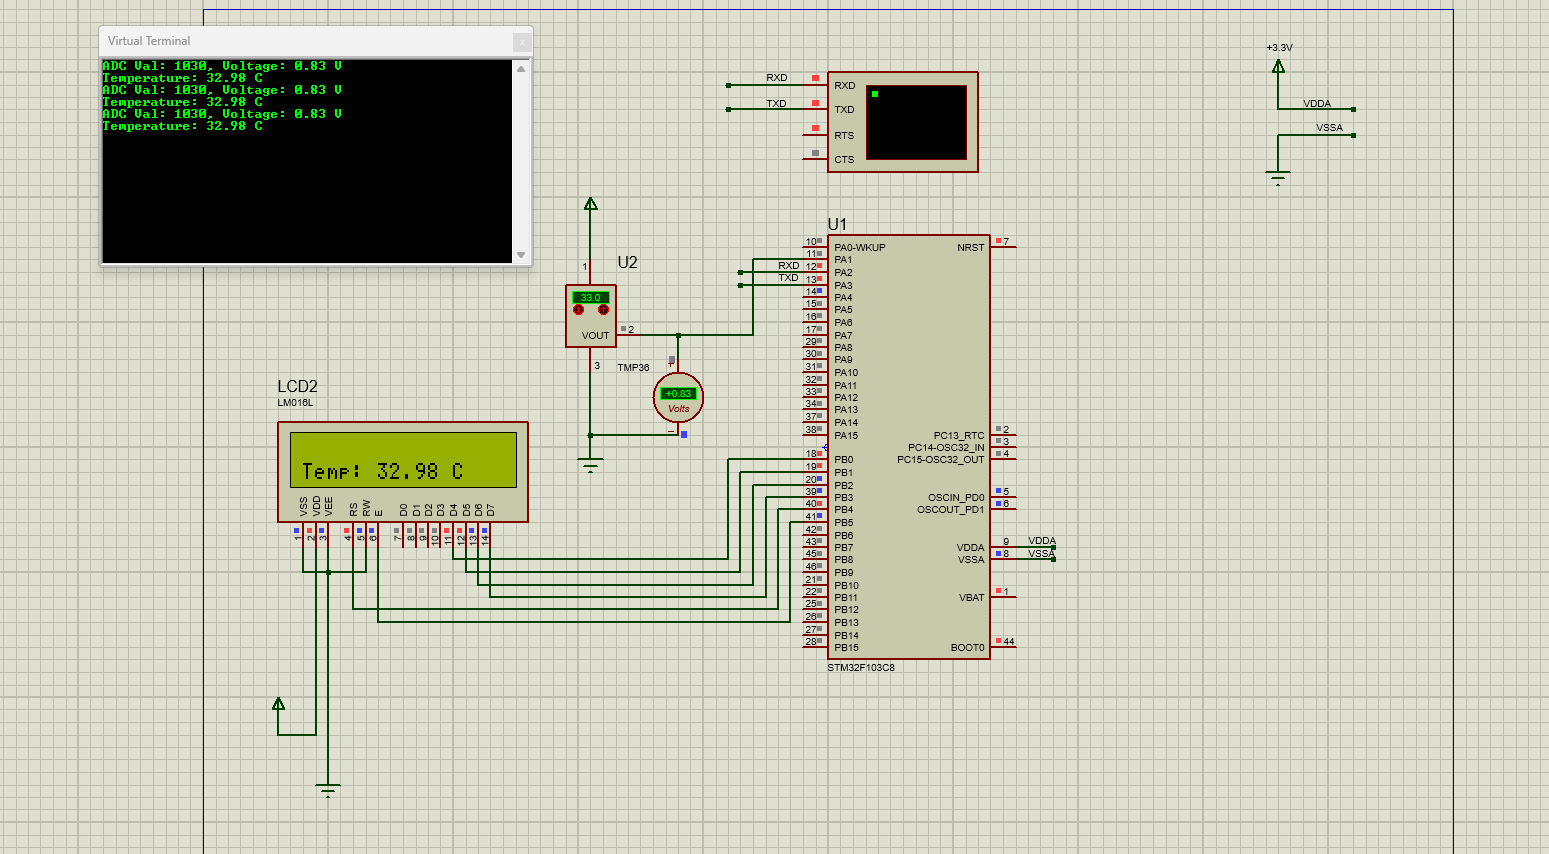 Virtual Terminal
x
ADC Val: 1030, Voltage: 0.83 V
Temperature: 32.98 C
ADC Val: 1030, Voltage: 0.83 V
Temperature: 32.98 C
ADC Val: 1030, Voltage: 0.83 V
Temperature: 32.98 C
RXD
TXD
RXD
TXD
RTS
CTS
+3.3V
VDDA
VSSA
U2
1
33.0
VOUT
2
3
TMP36
+0.83
Volts
+
−
LCD2
LM016L
Temp: 32.98 C
VSS VDD VEE RS RW E D0 D1 D2 D3 D4 D5 D6 D7
1 2 3 4 5 6 7 8 9 10 11 12 13 14
U1
RXD
TXD
10 PA0-WKUP
11 PA1
12 PA2
13 PA3
14 PA4
15 PA5
16 PA6
17 PA7
29 PA8
30 PA9
31 PA10
32 PA11
33 PA12
34 PA13
37 PA14
38 PA15
18 PB0
19 PB1
20 PB2
39 PB3
40 PB4
41 PB5
42 PB6
43 PB7
45 PB8
46 PB9
21 PB10
22 PB11
25 PB12
26 PB13
27 PB14
28 PB15
NRST 7
PC13_RTC 2
PC14-OSC32_IN 3
PC15-OSC32_OUT 4
OSCIN_PD0 5
OSCOUT_PD1 6
VDDA 9 VDDA
VSSA 8 VSSA
VBAT 1
BOOT0 44
STM32F103C8